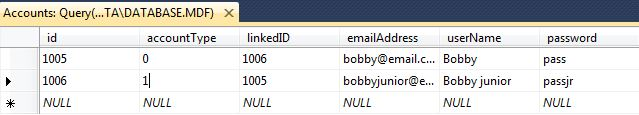 Accounts: Query(...TA\DATABASE.MDF)
id accountType linkedID emailAddress userName password
1005 0 1006 bobby@email.c... Bobby pass
1006 1 1005 bobbyjunior@e... Bobby junior passjr
NULL NULL NULL NULL NULL NULL